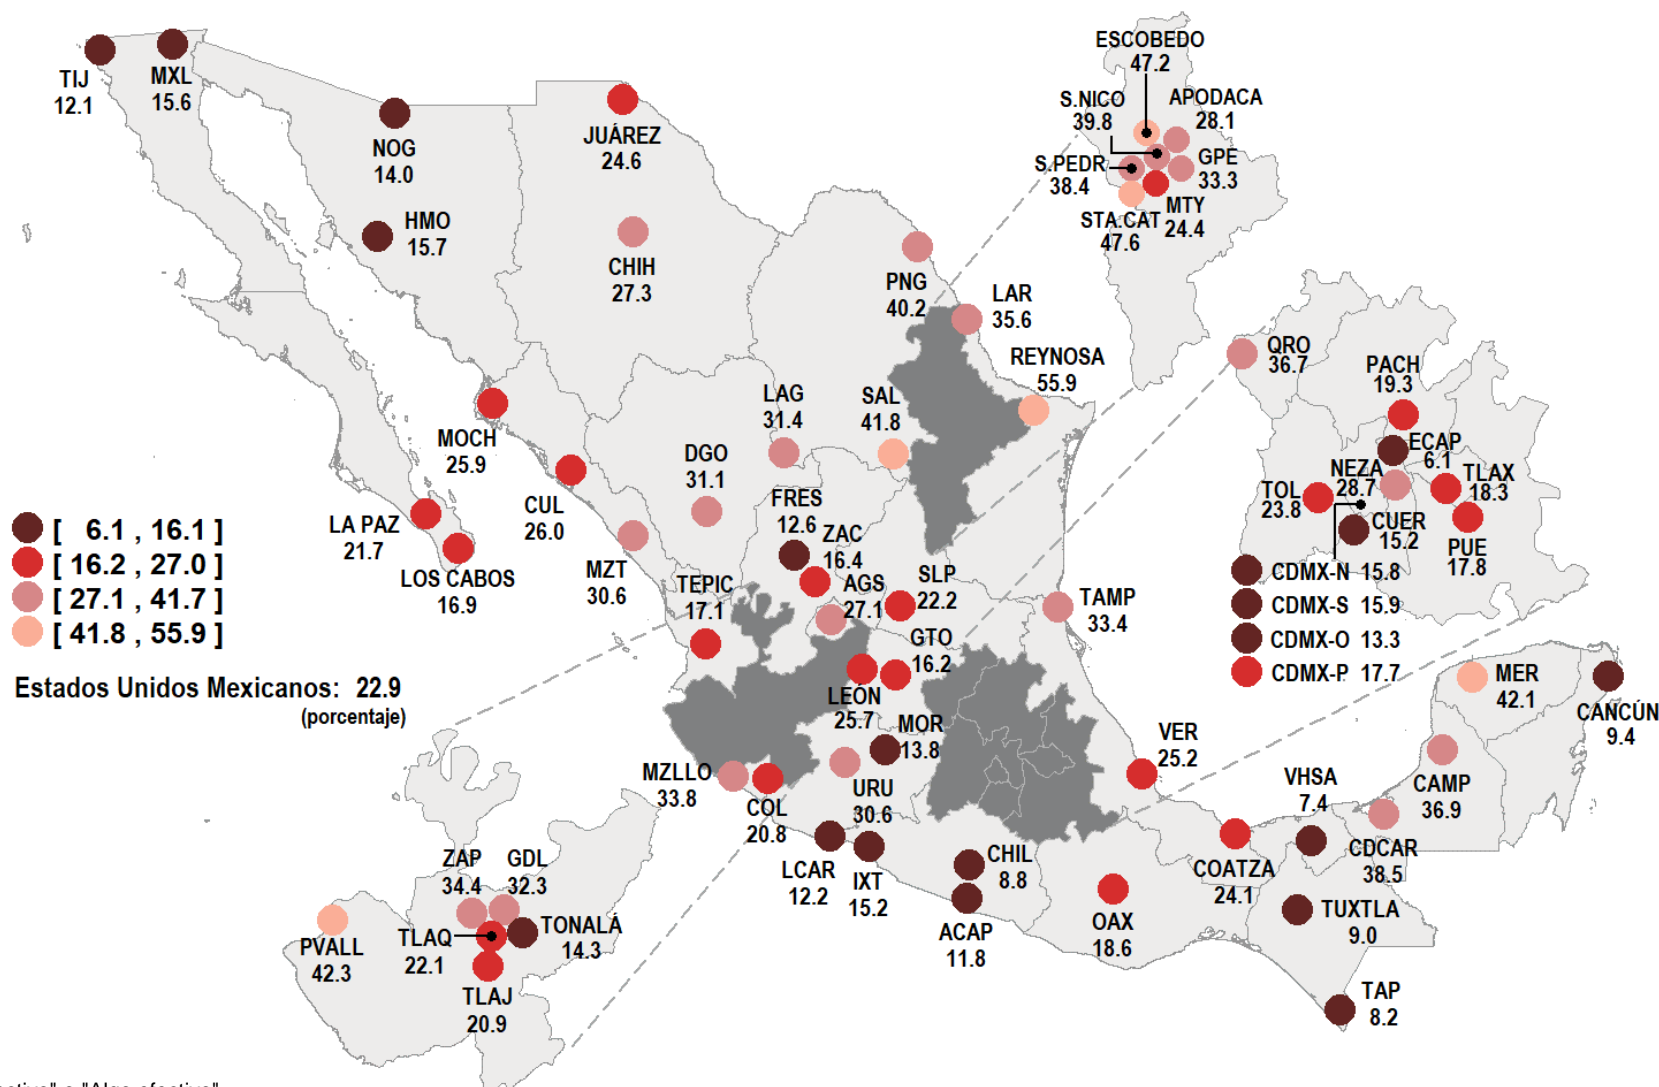 TIJ
12.1
MXL
15.6
NOG
14.0
HMO
15.7
JUÁREZ
24.6
CHIH
27.3
ESCOBEDO
47.2
S.NICO
39.8
APODACA
28.1
S.PEDR
38.4
GPE
33.3
MTY
24.4
STA.CAT
47.6
PNG
40.2
LAR
35.6
REYNOSA
55.9
LAG
31.4
SAL
41.8
DGO
31.1
MOCH
25.9
CUL
26.0
LA PAZ
21.7
LOS CABOS
16.9
MZT
30.6
FRES
12.6
ZAC
16.4
AGS
27.1
SLP
22.2
TEPIC
17.1
GTO
16.2
LEÓN
25.7
MOR
13.8
URU
30.6
TAMP
33.4
QRO
36.7
PACH
19.3
ECAP
6.1
NEZA
28.7
TLAX
18.3
TOL
23.8
CUER
15.2
PUE
17.8
CDMX-N 15.8
CDMX-S 15.9
CDMX-O 13.3
CDMX-P 17.7
[ 6.1 , 16.1 ]
[ 16.2 , 27.0 ]
[ 27.1 , 41.7 ]
[ 41.8 , 55.9 ]
Estados Unidos Mexicanos: 22.9
(porcentaje)
MZLLO
33.8
COL
20.8
LCAR
12.2
IXT
15.2
CHIL
8.8
ACAP
11.8
OAX
18.6
VER
25.2
COATZA
24.1
VHSA
7.4
CDCAR
38.5
CAMP
36.9
MER
42.1
CANCÚN
9.4
TUXTLA
9.0
TAP
8.2
ZAP
34.4
GDL
32.3
TONALÁ
14.3
TLAQ
22.1
TLAJ
20.9
PVALL
42.3